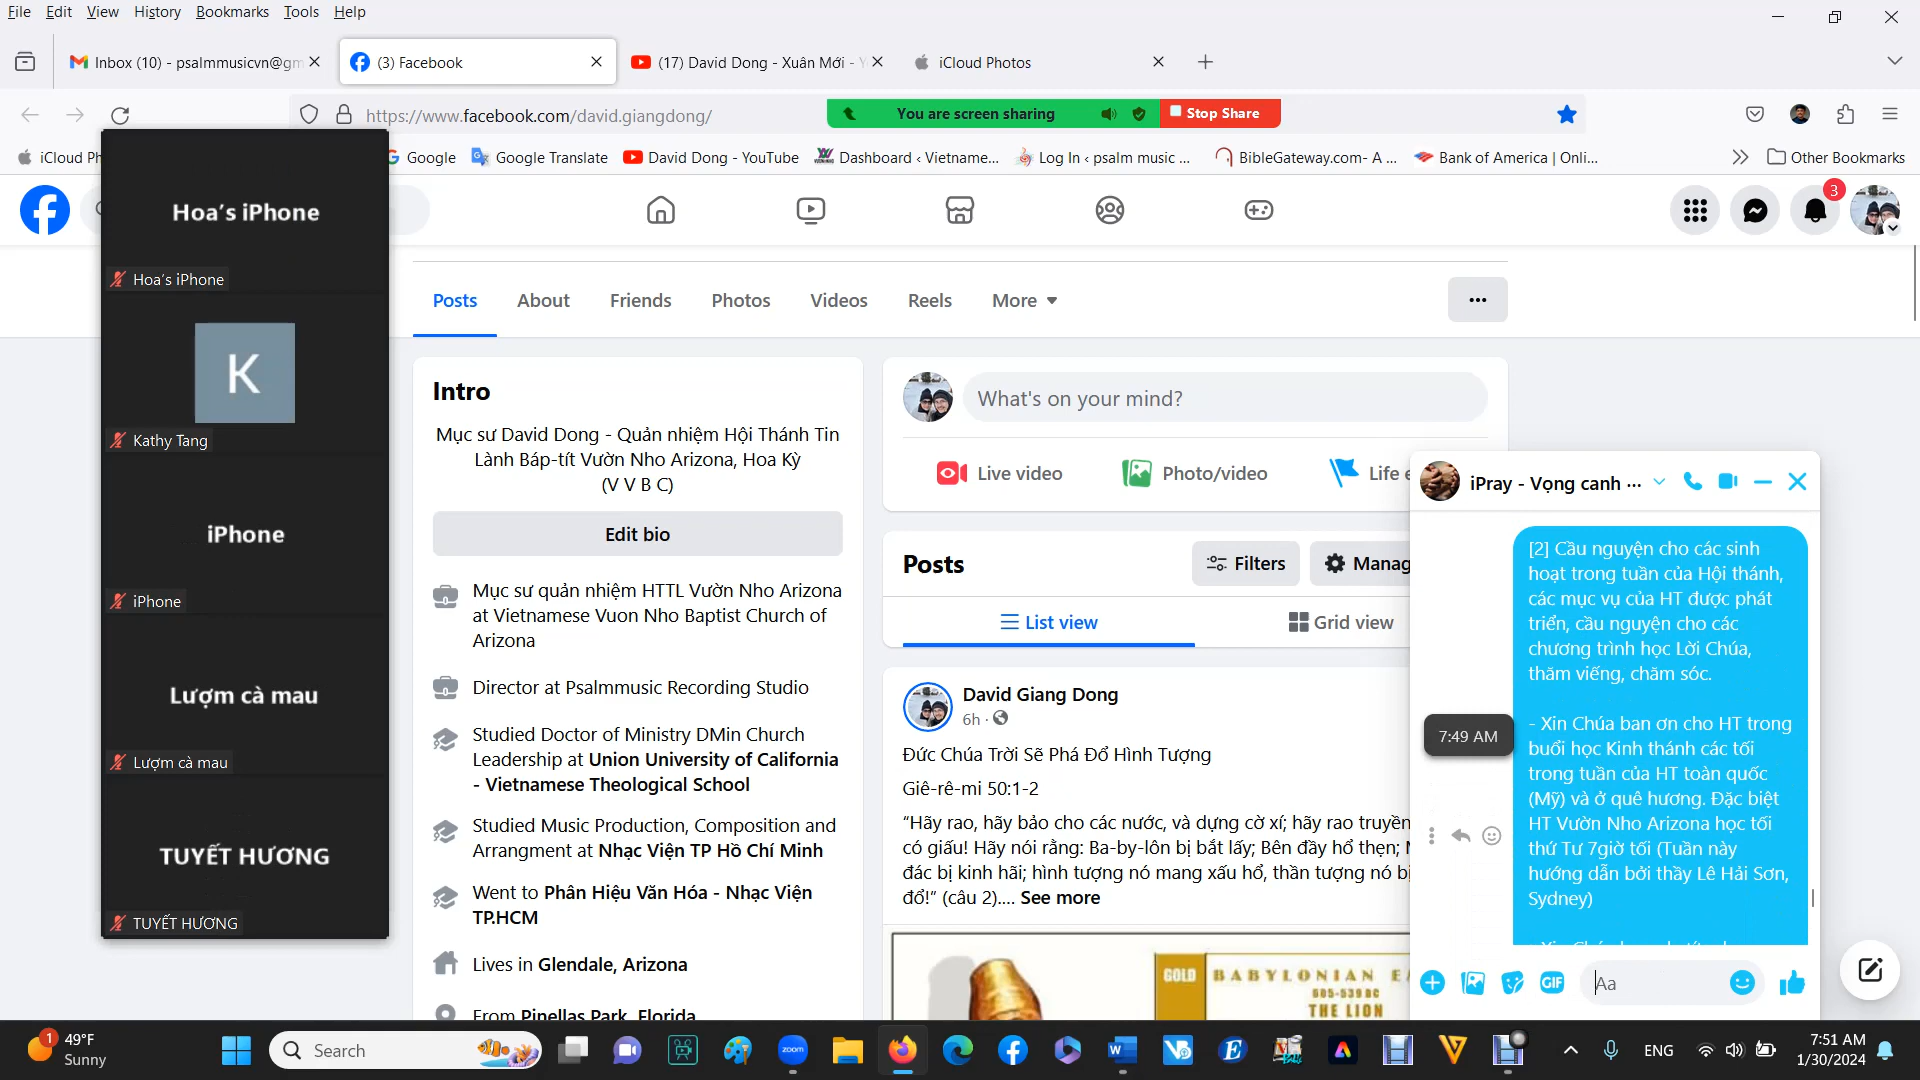 File Edit View History Bookmarks Tools Help
Inbox (10) - psalmmusicvn@gm
(3) Facebook
(17) David Dong - Xuân Mới - Y
iCloud Photos
https://www.facebook.com/david.giangdong/
You are screen sharing
Stop Share
iCloud Ph
Google
Google Translate
David Dong - YouTube
Dashboard ‹ Vietname...
Log In ‹ psalm music ...
BibleGateway.com- A ...
Bank of America | Onli...
Other Bookmarks
3
Hoa's iPhone
Hoa's iPhone
K
Kathy Tang
iPhone
iPhone
Lượm cà mau
Lượm cà mau
TUYẾT HƯƠNG
TUYẾT HƯƠNG
Posts About Friends Photos Videos Reels More
Intro
Mục sư David Dong - Quản nhiệm Hội Thánh Tin
Lành Báp-tít Vườn Nho Arizona, Hoa Kỳ
(V V B C)
Edit bio
Mục sư quản nhiệm HTTL Vườn Nho Arizona
at Vietnamese Vuon Nho Baptist Church of
Arizona
Director at Psalmmusic Recording Studio
Studied Doctor of Ministry DMin Church
Leadership at Union University of California
- Vietnamese Theological School
Studied Music Production, Composition and
Arrangment at Nhạc Viện TP Hồ Chí Minh
Went to Phân Hiệu Văn Hóa - Nhạc Viện
TP.HCM
Lives in Glendale, Arizona
From Pinellas Park, Florida
What's on your mind?
Live video
Photo/video
Life e
Posts
Filters
Manag
List view
Grid view
David Giang Dong
6h
Đức Chúa Trời Sẽ Phá Đổ Hình Tượng
Giê-rê-mi 50:1-2
“Hãy rao, hãy bảo cho các nước, và dựng cờ xí; hãy rao truyền
có giấu! Hãy nói rằng: Ba-by-lôn bị bắt lấy; Bên đầy hổ thẹn;
đác bị kinh hãi; hình tượng nó mang xấu hổ, thần tượng nó bị
đổ!” (câu 2).... See more
GOLD
BABYLONIAN E
605-539 BC
THE LION
iPray - Vọng canh ...
[2] Cầu nguyện cho các sinh
hoạt trong tuần của Hội thánh,
các mục vụ của HT được phát
triển, cầu nguyện cho các
chương trình học Lời Chúa,
thăm viếng, chăm sóc.
- Xin Chúa ban ơn cho HT trong
buổi học Kinh thánh các tối
trong tuần của HT toàn quốc
(Mỹ) và ở quê hương. Đặc biệt
HT Vườn Nho Arizona học tối
thứ Tư 7giờ tối (Tuần này
hướng dẫn bởi thầy Lê Hải Sơn,
Sydney)
7:49 AM
GIF
Aa
1
49°F
Sunny
Search
zoom
ENG
7:51 AM
1/30/2024